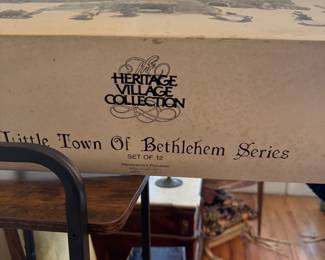 The
HERITAGE
VILLAGE
COLLECTION
Little Town Of Bethlehem Series
SET OF 12